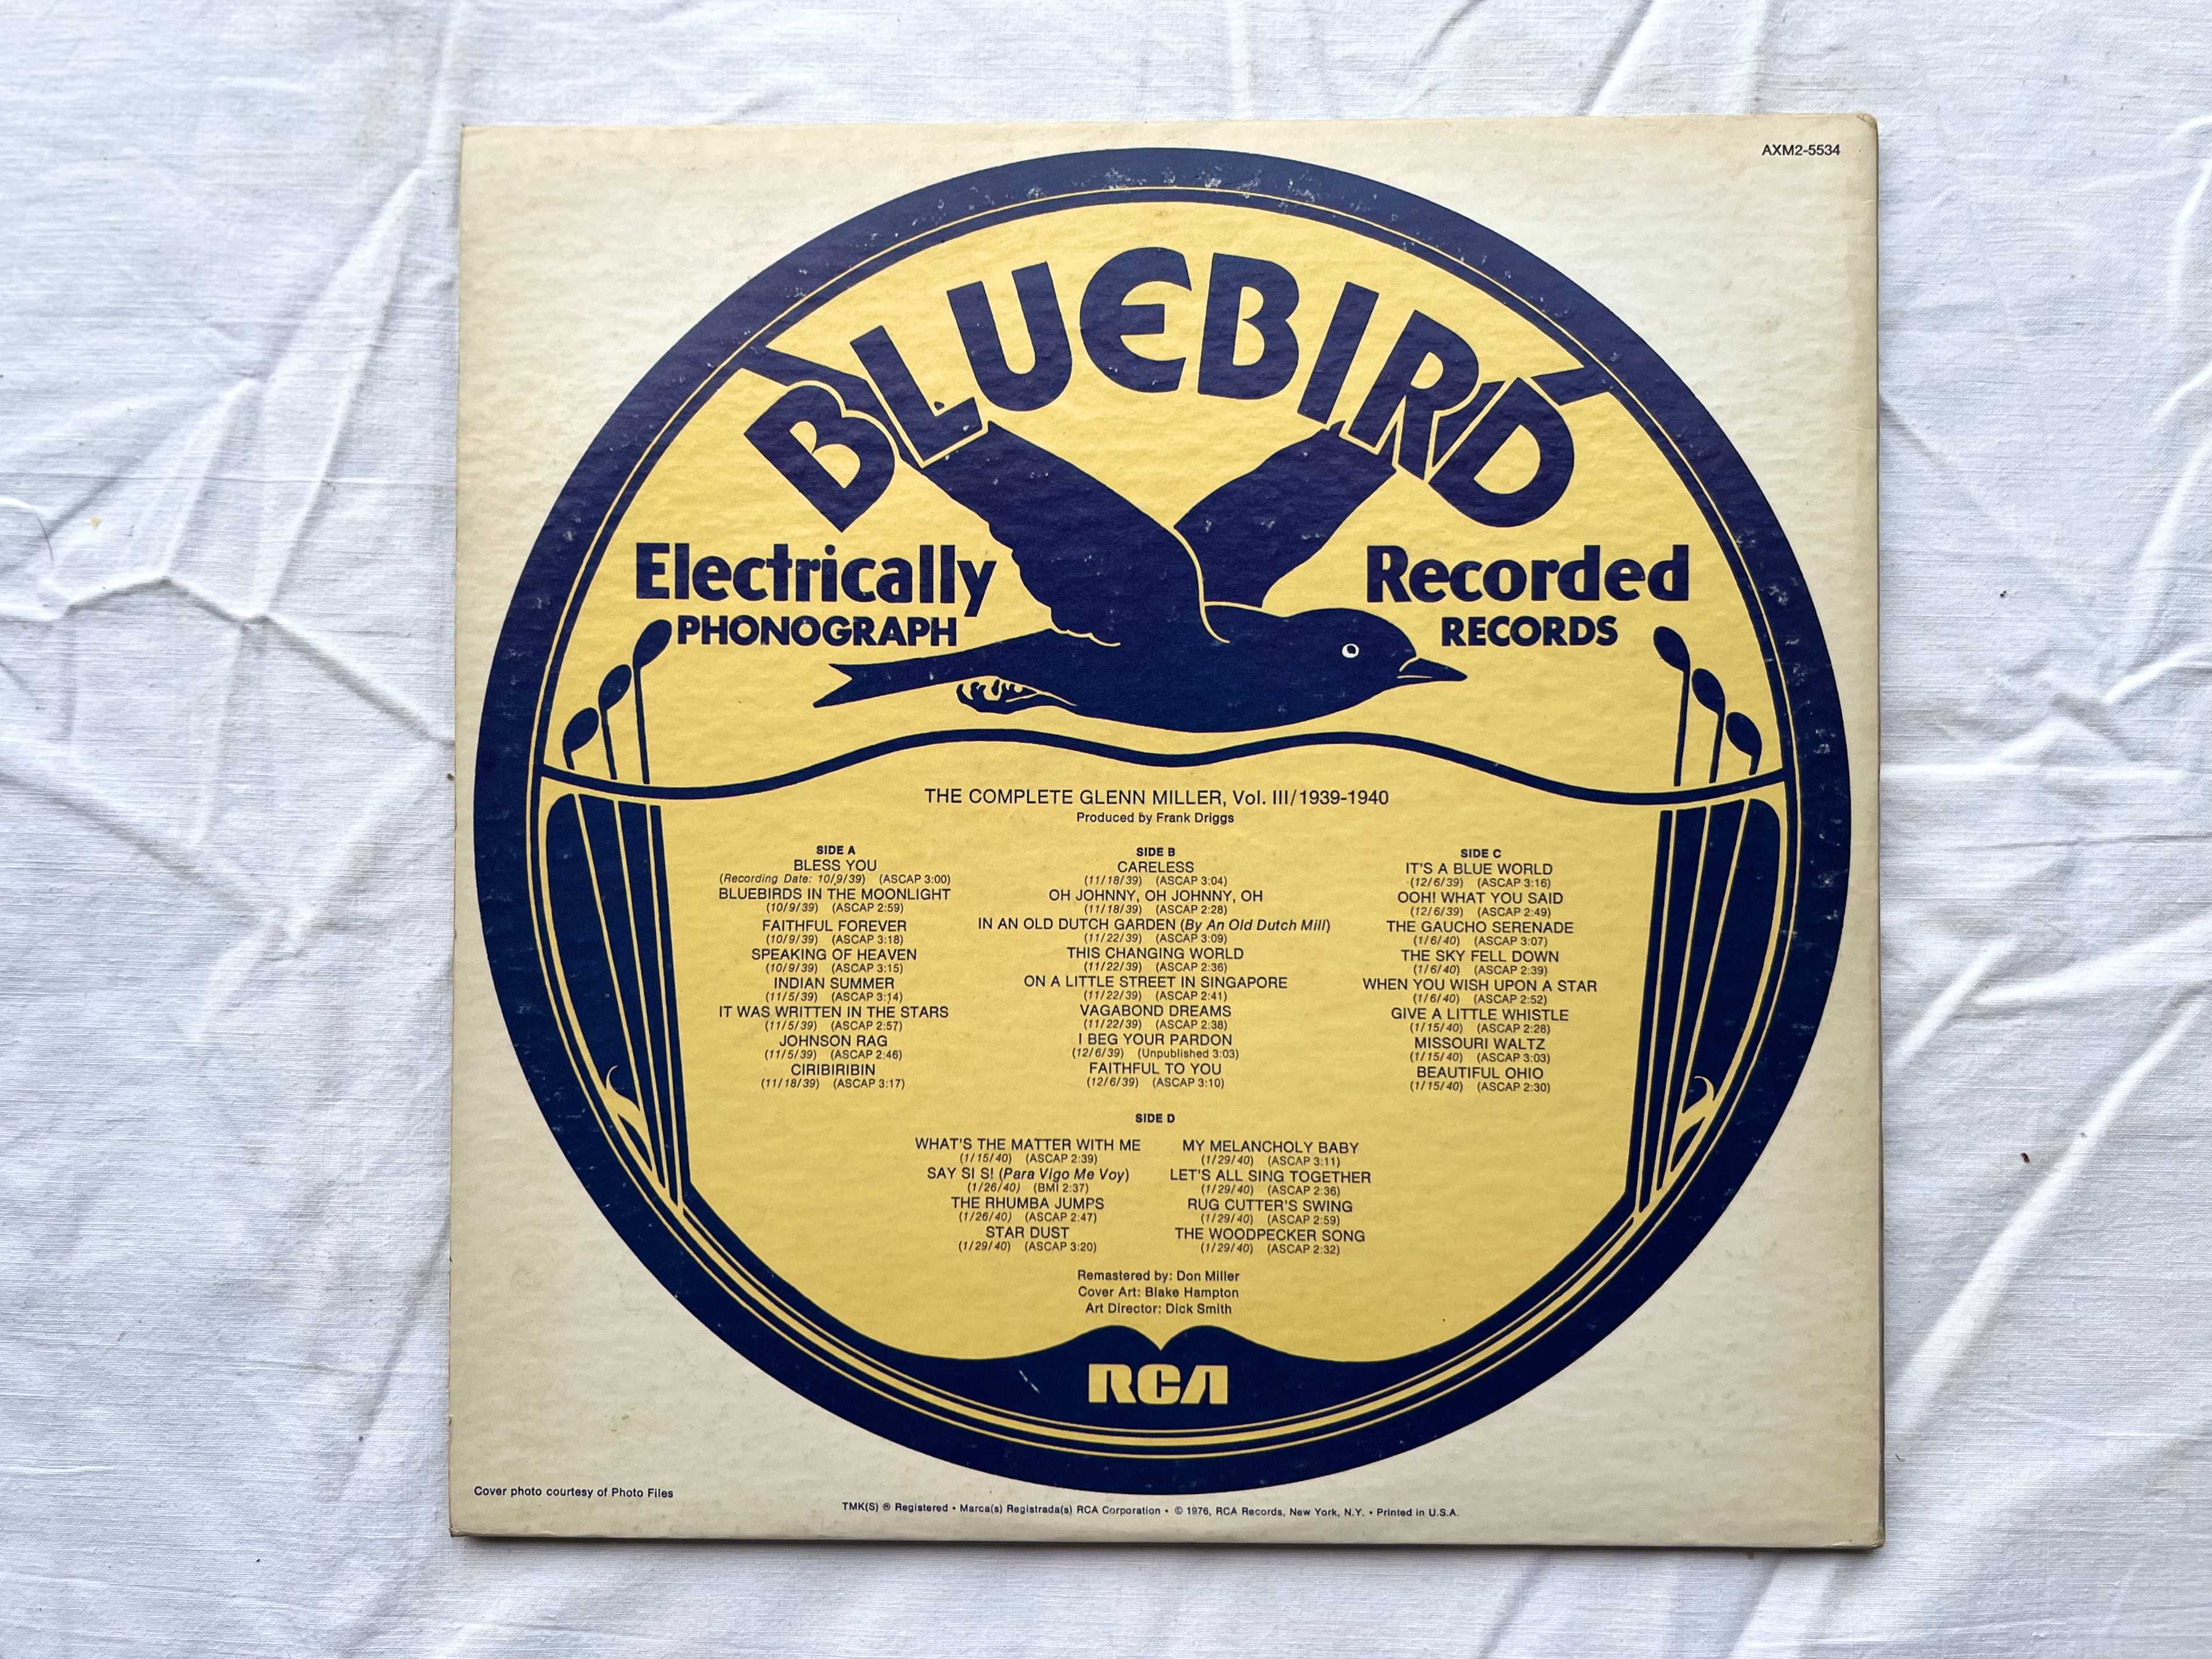 AXM2-5534
BLUEBIRD
Electrically Recorded
PHONOGRAPH RECORDS
THE COMPLETE GLENN MILLER, Vol. III/1939-1940
Produced by Frank Driggs
SIDE A
BLESS YOU
(Recording Date: 10/9/39) (ASCAP 3:00)
BLUEBIRDS IN THE MOONLIGHT
(10/9/39) (ASCAP 2:59)
FAITHFUL FOREVER
(10/9/39) (ASCAP 3:18)
SPEAKING OF HEAVEN
(10/9/39) (ASCAP 3:15)
INDIAN SUMMER
(11/5/39) (ASCAP 3:14)
IT WAS WRITTEN IN THE STARS
(11/5/39) (ASCAP 2:57)
JOHNSON RAG
(11/5/39) (ASCAP 2:46)
CIRIBIRIBIN
(11/18/39) (ASCAP 3:17)
SIDE B
CARELESS
(11/18/39) (ASCAP 3:04)
OH JOHNNY, OH JOHNNY, OH
(11/18/39) (ASCAP 2:28)
IN AN OLD DUTCH GARDEN (By An Old Dutch Mill)
(11/22/39) (ASCAP 3:09)
THIS CHANGING WORLD
(11/22/39) (ASCAP 2:36)
ON A LITTLE STREET IN SINGAPORE
(11/22/39) (ASCAP 2:41)
VAGABOND DREAMS
(11/22/39) (ASCAP 2:38)
I BEG YOUR PARDON
(12/6/39) (Unpublished 3:03)
FAITHFUL TO YOU
(12/6/39) (ASCAP 3:10)
SIDE C
IT'S A BLUE WORLD
(12/6/39) (ASCAP 3:16)
OOH! WHAT YOU SAID
(12/6/39) (ASCAP 2:49)
THE GAUCHO SERENADE
(1/6/40) (ASCAP 3:07)
THE SKY FELL DOWN
(1/6/40) (ASCAP 2:39)
WHEN YOU WISH UPON A STAR
(1/6/40) (ASCAP 2:52)
GIVE A LITTLE WHISTLE
(1/15/40) (ASCAP 2:28)
MISSOURI WALTZ
(1/15/40) (ASCAP 3:03)
BEAUTIFUL OHIO
(1/15/40) (ASCAP 2:30)
SIDE D
WHAT'S THE MATTER WITH ME
(1/15/40) (ASCAP 2:39)
SAY SI SI (Para Vigo Me Voy)
(1/26/40) (BMI 2:37)
THE RHUMBA JUMPS
(1/26/40) (ASCAP 2:47)
STAR DUST
(1/29/40) (ASCAP 3:20)
MY MELANCHOLY BABY
(1/29/40) (ASCAP 3:11)
LET'S ALL SING TOGETHER
(1/29/40) (ASCAP 2:36)
RUG CUTTER'S SWING
(1/29/40) (ASCAP 2:59)
THE WOODPECKER SONG
(1/29/40) (ASCAP 2:32)
Remastered by: Don Miller
Cover Art: Blake Hampton
Art Director: Dick Smith
RCA
Cover photo courtesy of Photo Files
TMK(S) ® Registered • Marca(s) Registrada(s) RCA Corporation • © 1976, RCA Records, New York, N.Y. • Printed in U.S.A.